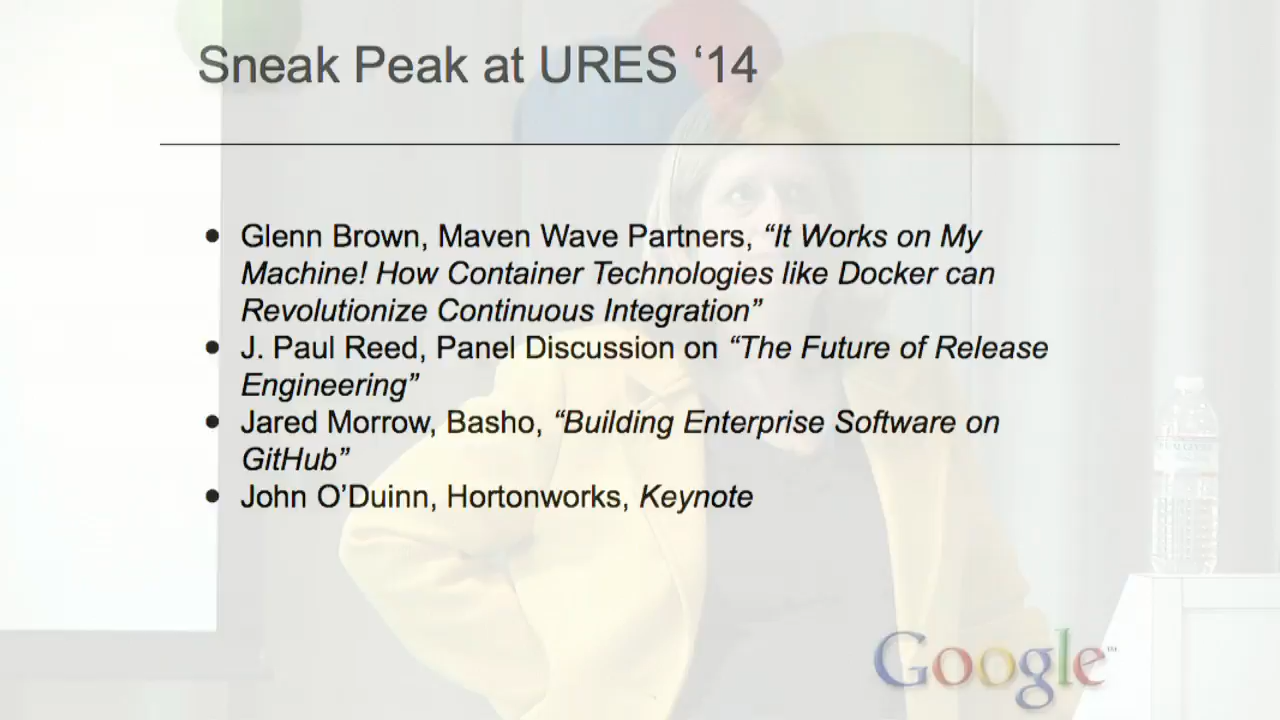 Sneak Peak at URES ‘14
● Glenn Brown, Maven Wave Partners, “It Works on My
Machine! How Container Technologies like Docker can
Revolutionize Continuous Integration”
● J. Paul Reed, Panel Discussion on “The Future of Release
Engineering”
● Jared Morrow, Basho, “Building Enterprise Software on
GitHub”
● John O’Duinn, Hortonworks, Keynote
Google™